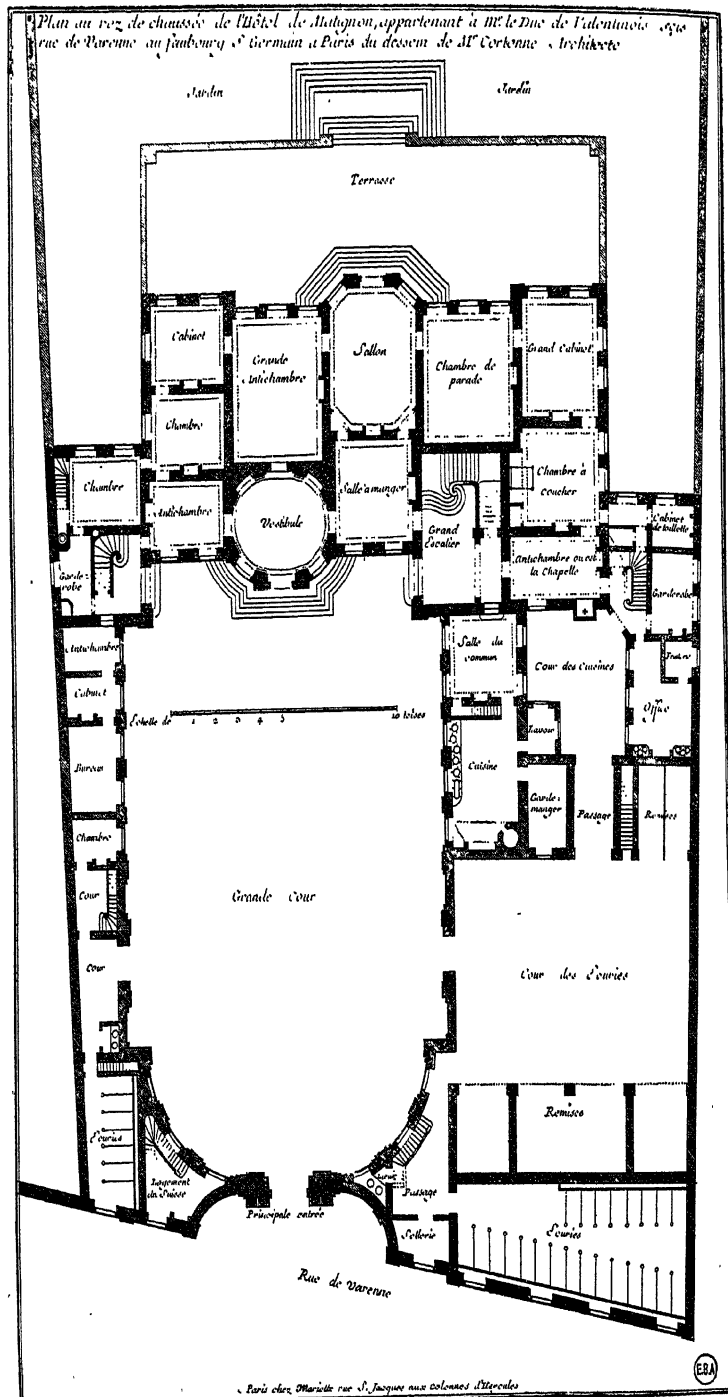 Plan au rez de chaussée de l'Hôtel de Matignon, appartenant à Mr. le Duc de Valentinois scis
rue de Varenne au faubourg St Germain a Paris du dessein de Mr Cortonne Architecte
Jardin
Jardin
Terrasse
Cabinet
Grande
Antichambre
Sallon
Chambre de
parade
Grand Cabinet
Chambre
Chambre
Antichambre
Vestibule
Salle a manger
Grand
Escalier
Chambre à
coucher
Cabinet
de toillette
Garde-
robe
Antichambre ou est
la Chapelle
Garderobe
Antichambre
Cabinet
Salle du
commun
Cour des Cuisines
Office
Echelle de
1 2 3 4 5
10 toises
Lavoir
Bureau
Cuisine
Garde-
manger
Passage
Remises
Chambre
Cour
Grande Cour
Cour
Cour des Ecuries
Remises
Ecuries
Logement
du Suisse
Passage
Principale entrée
Sellerie
Ecuries
Rue de Varenne
A Paris chez Mariette rue St. Jacques aux colonnes d'Hercules
E.B.A